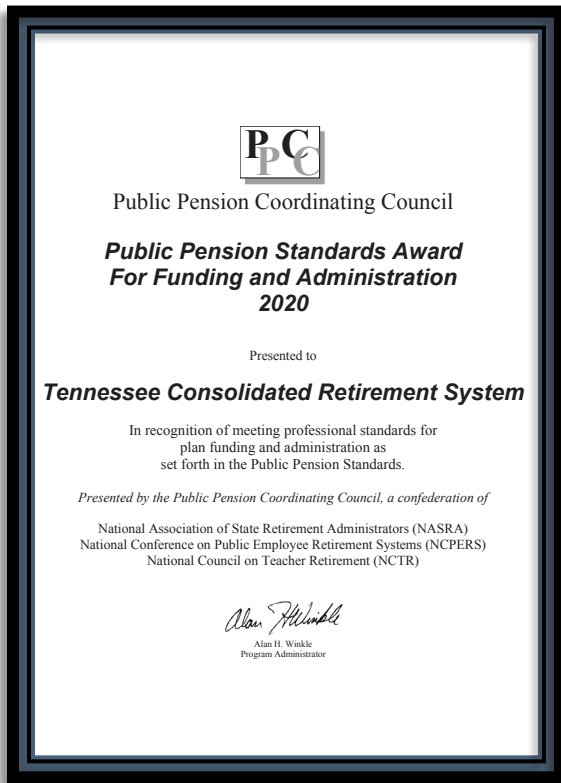 P C
P C
Public Pension Coordinating Council
Public Pension Standards Award
For Funding and Administration
2020
Presented to
Tennessee Consolidated Retirement System
In recognition of meeting professional standards for
plan funding and administration as
set forth in the Public Pension Standards.
Presented by the Public Pension Coordinating Council, a confederation of
National Association of State Retirement Administrators (NASRA)
National Conference on Public Employee Retirement Systems (NCPERS)
National Council on Teacher Retirement (NCTR)
Alan H Winkle
Alan H. Winkle
Program Administrator